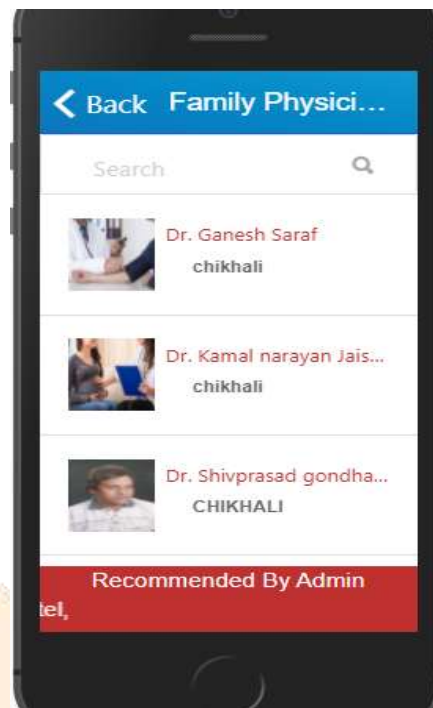 Back Family Physici...
Search
Dr. Ganesh Saraf
chikhali
Dr. Kamal narayan Jais...
chikhali
Dr. Shivprasad gondha...
CHIKHALI
Recommended By Admin
tel,